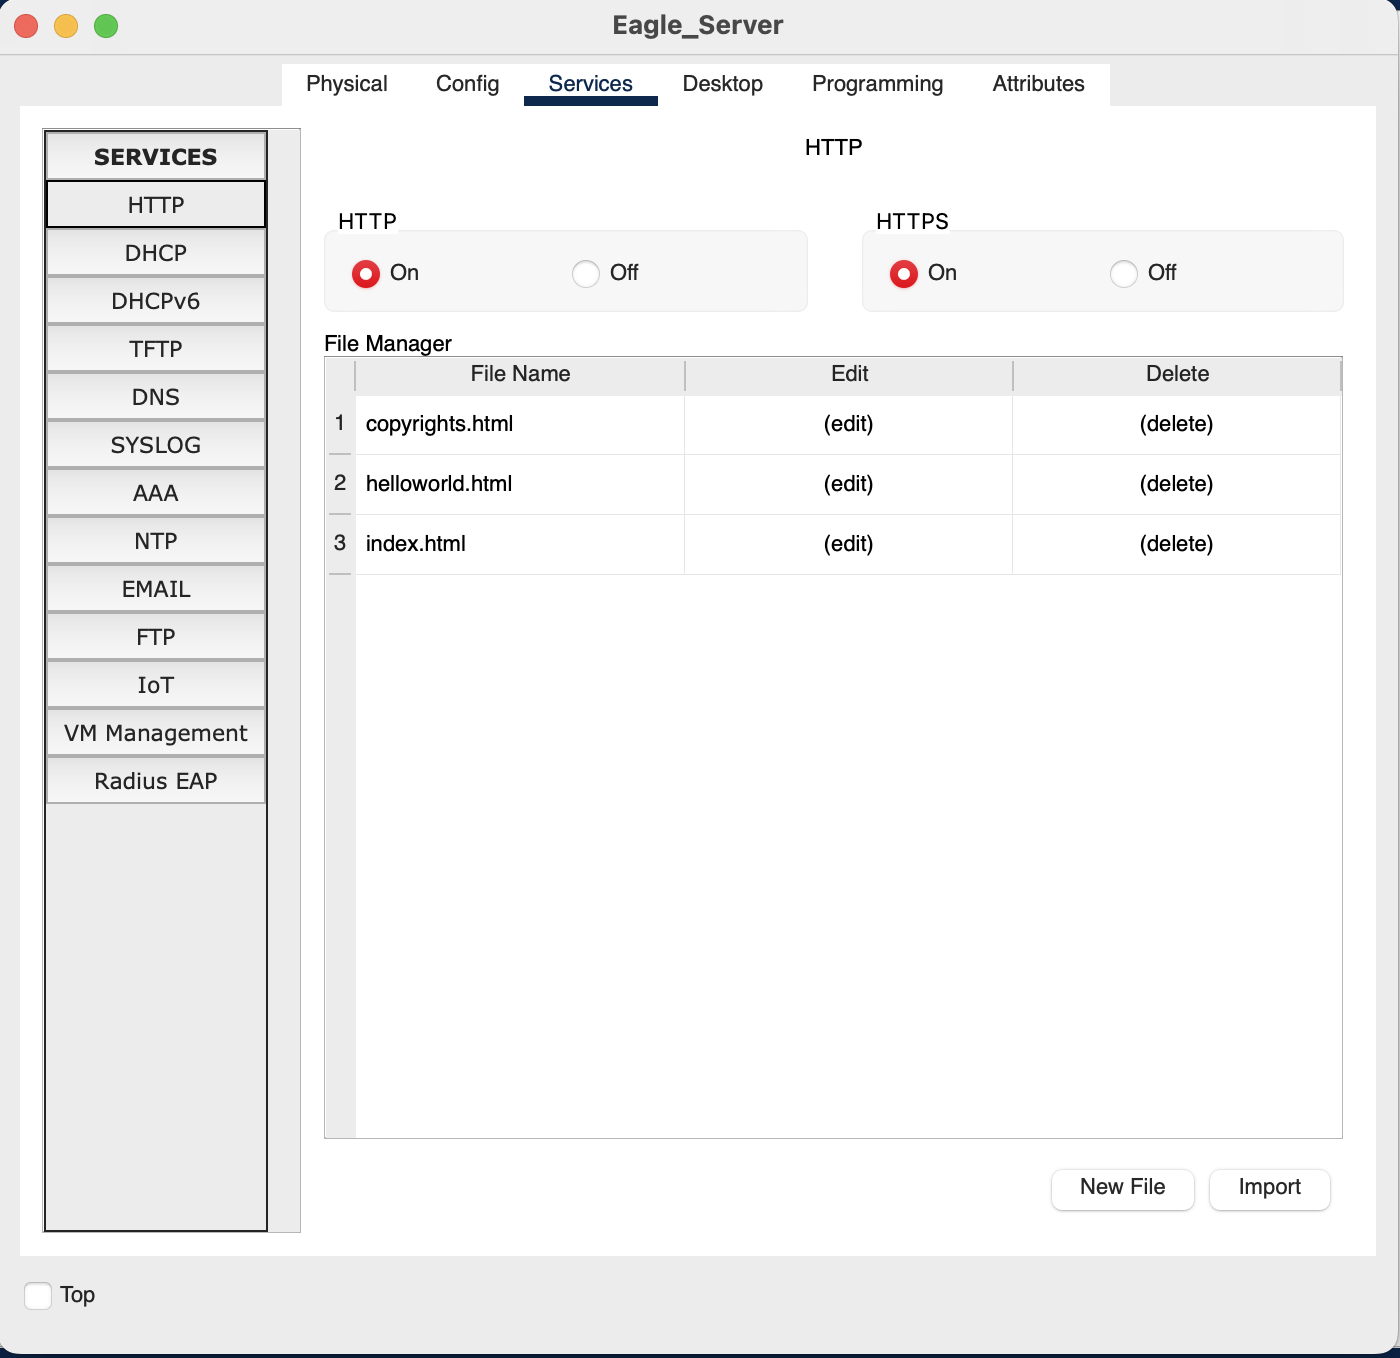 Eagle_Server
Physical Config Services Desktop Programming Attributes
SERVICES
HTTP
DHCP
DHCPv6
TFTP
DNS
SYSLOG
AAA
NTP
EMAIL
FTP
IoT
VM Management
Radius EAP
HTTP
HTTP
On Off
HTTPS
On Off
File Manager
File Name Edit Delete
1 copyrights.html (edit) (delete)
2 helloworld.html (edit) (delete)
3 index.html (edit) (delete)
New File Import
Top